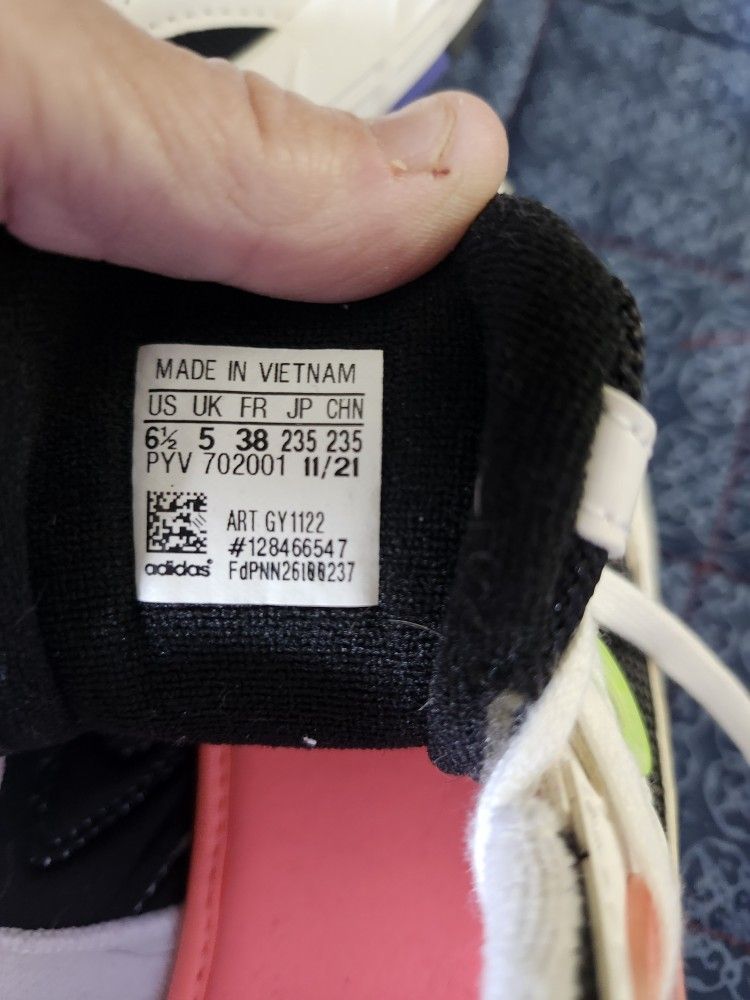 MADE IN VIETNAM
US UK FR JP CHN
6½ 5 38 235 235
PYV 702001 11/21
ART GY1122
#128466547
adidas FdPNN26100237